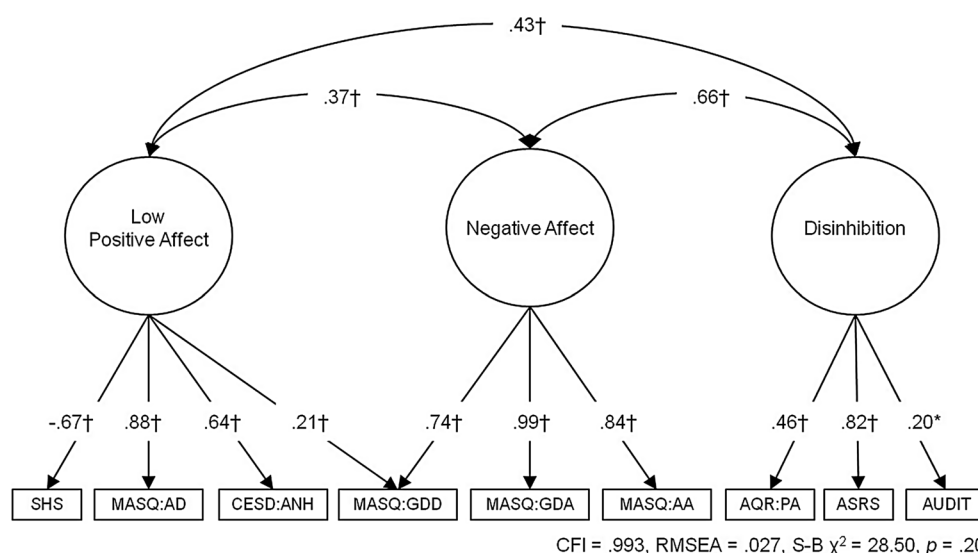 .43†
.37†
.66†
Low
Positive Affect
Negative Affect
Disinhibition
-.67† .88† .64† .21† .74† .99† .84† .46† .82† .20*
SHS MASQ:AD CESD:ANH MASQ:GDD MASQ:GDA MASQ:AA AQR:PA ASRS AUDIT
CFI = .993, RMSEA = .027, S-B χ² = 28.50, p =